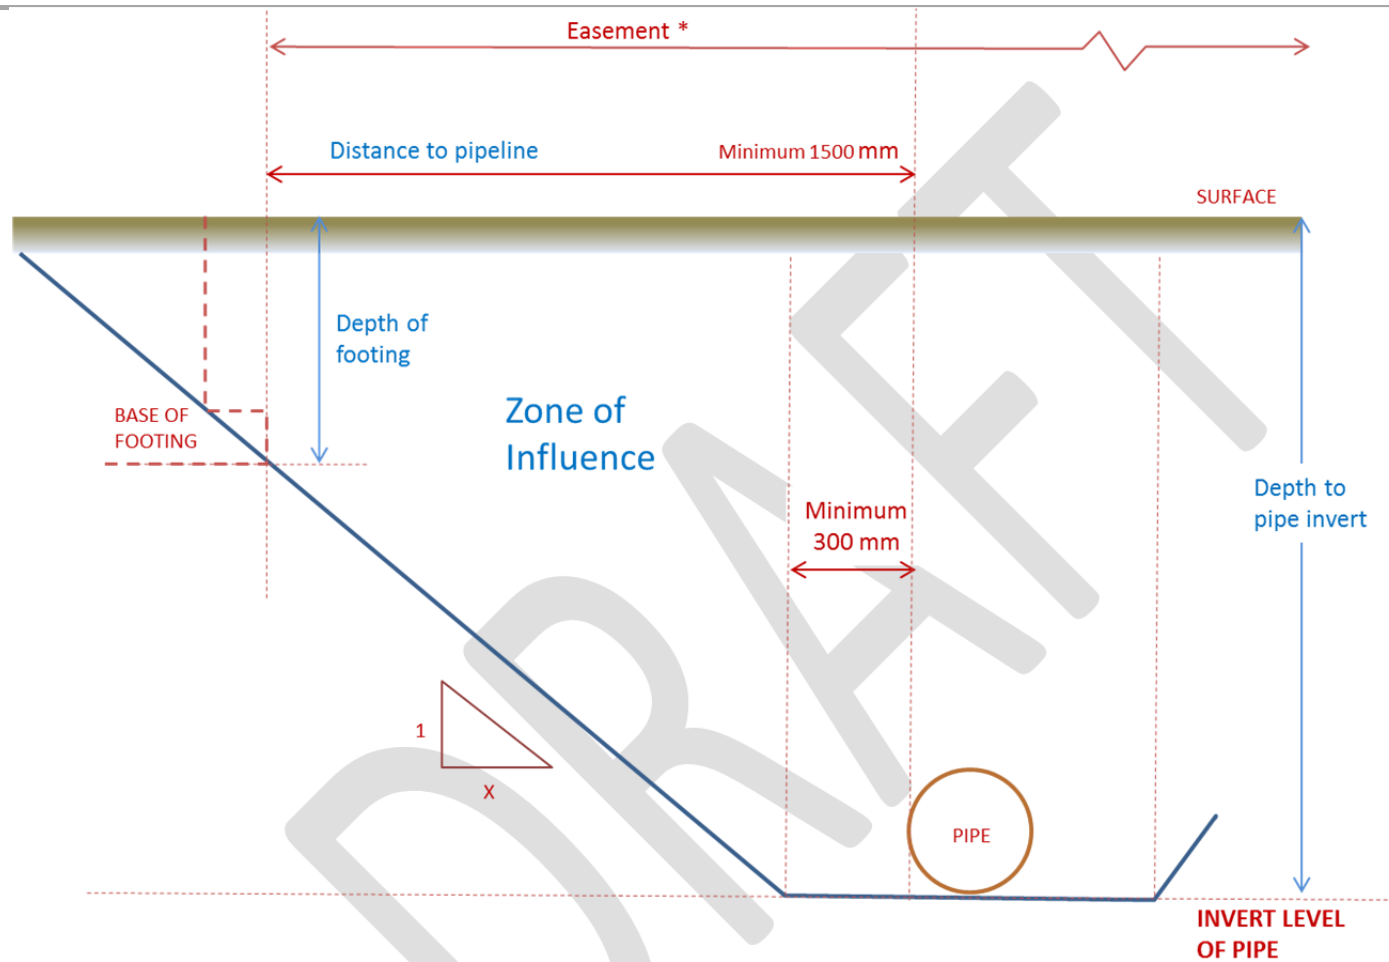 Easement *
Distance to pipeline
Minimum 1500 mm
SURFACE
Depth of
footing
BASE OF
FOOTING
Zone of
Influence
Minimum
300 mm
Depth to
pipe invert
1
X
PIPE
INVERT LEVEL
OF PIPE
DRAFT